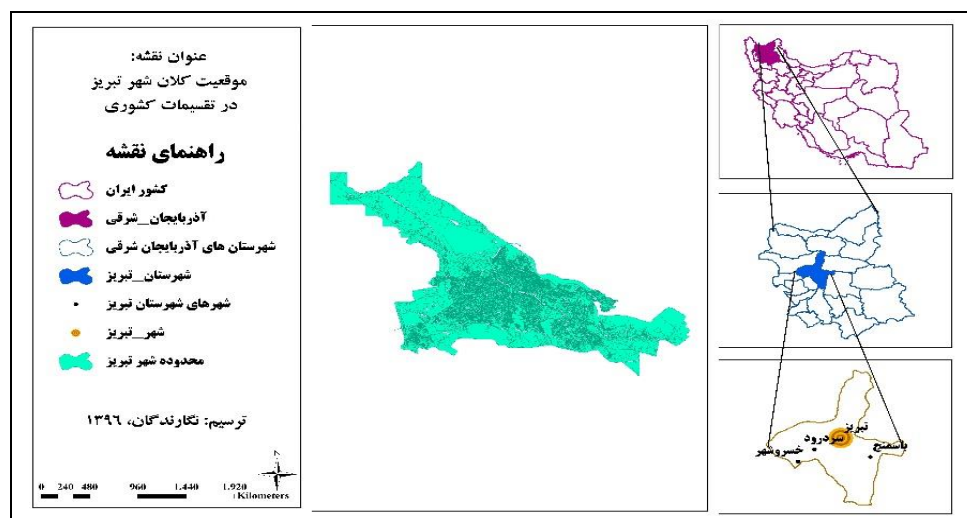 عنوان نقشه:
موقعیت کلان شهر تبریز
در تقسیمات کشوری
راهنمای نقشه
کشور ایران
آذربایجان_شرقی
شهرستان های آذربایجان شرقی
شهرستان_تبریز
شهرهای شهرستان تبریز
شهر_تبریز
محدوده شهر تبریز
ترسیم: نگارندگان، ۱۳۹۶
0 240 480 960 1.440 1.920
Kilometers
تبریز
سردرود
باسمنج
خسروشهر